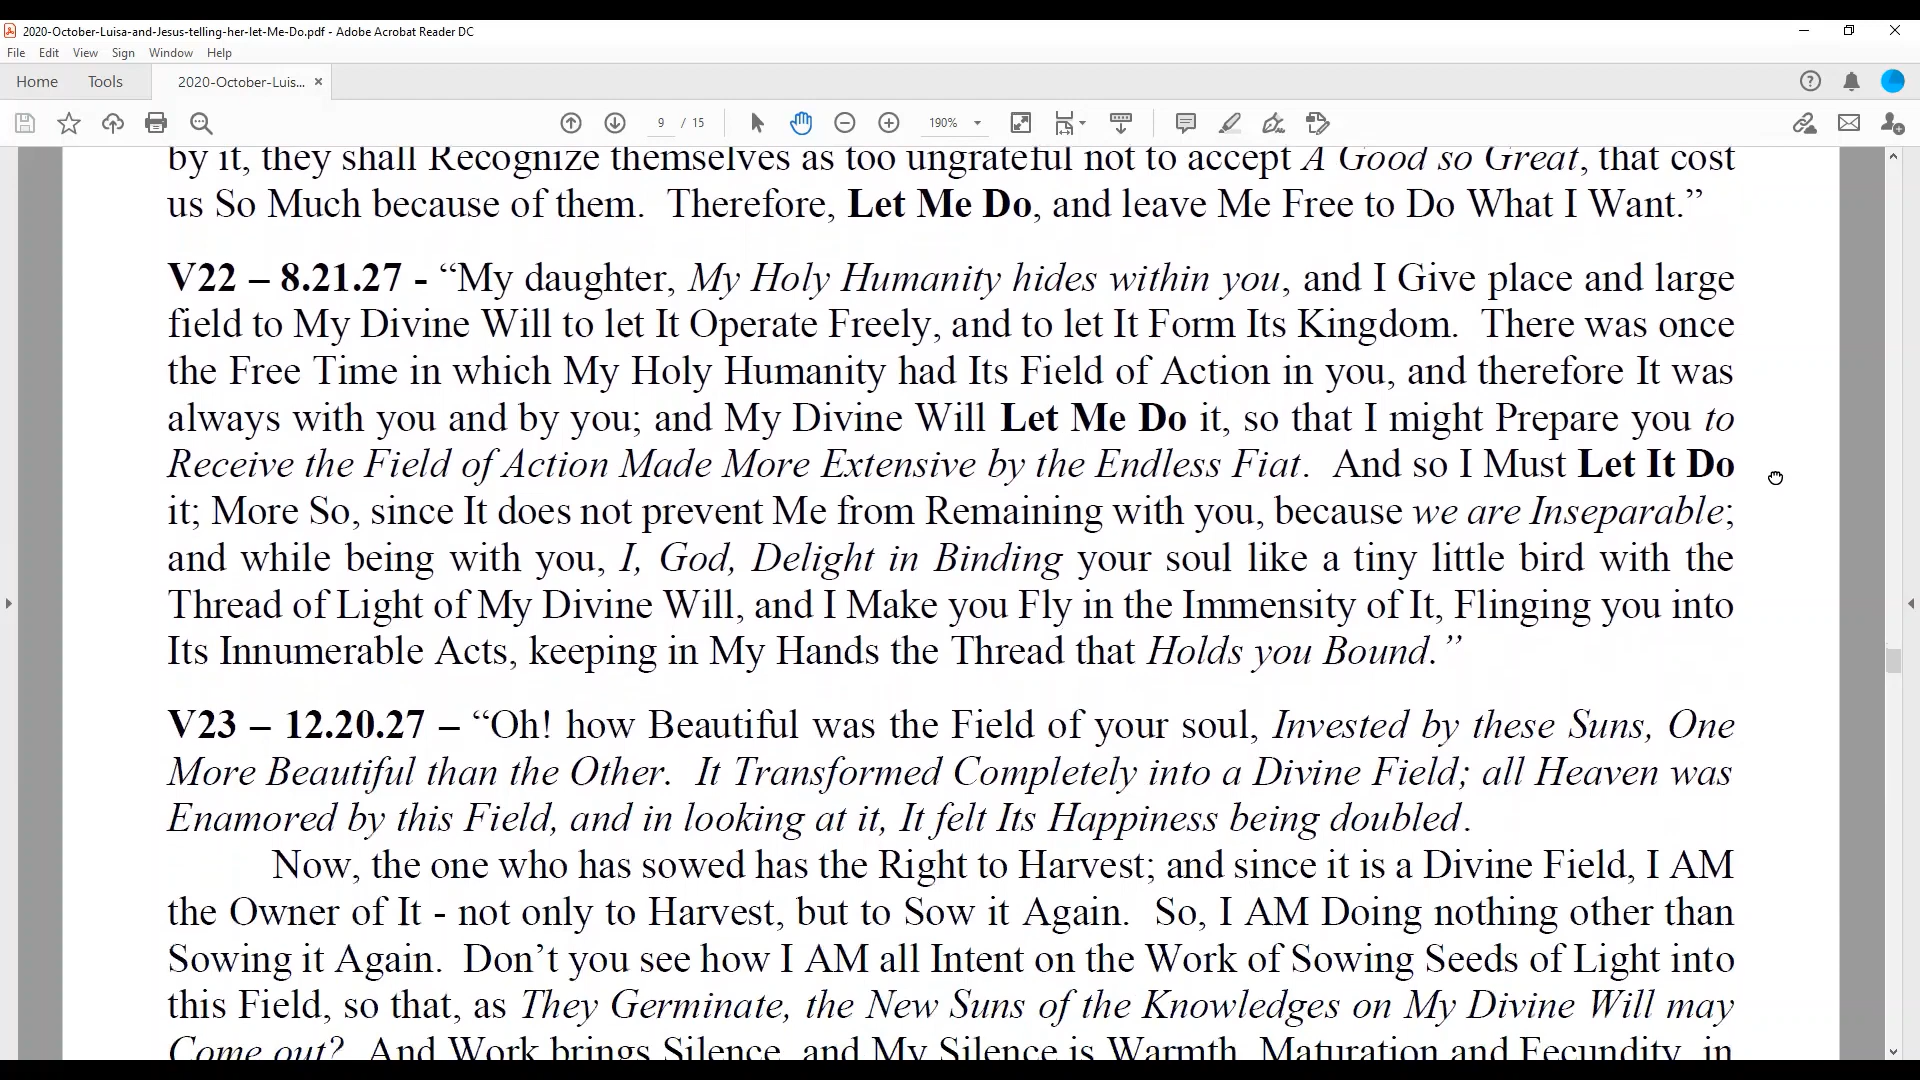 2020-October-Luisa-and-Jesus-telling-her-let-Me-Do.pdf - Adobe Acrobat Reader DC
File Edit View Sign Window Help
Home Tools 2020-October-Luis... ×
9 / 15 190%
by it, they shall Recognize themselves as too ungrateful not to accept A Good so Great, that cost
us So Much because of them. Therefore, Let Me Do, and leave Me Free to Do What I Want.”
V22 – 8.21.27 - “My daughter, My Holy Humanity hides within you, and I Give place and large
field to My Divine Will to let It Operate Freely, and to let It Form Its Kingdom. There was once
the Free Time in which My Holy Humanity had Its Field of Action in you, and therefore It was
always with you and by you; and My Divine Will Let Me Do it, so that I might Prepare you to
Receive the Field of Action Made More Extensive by the Endless Fiat. And so I Must Let It Do
it; More So, since It does not prevent Me from Remaining with you, because we are Inseparable;
and while being with you, I, God, Delight in Binding your soul like a tiny little bird with the
Thread of Light of My Divine Will, and I Make you Fly in the Immensity of It, Flinging you into
Its Innumerable Acts, keeping in My Hands the Thread that Holds you Bound.”
V23 – 12.20.27 – “Oh! how Beautiful was the Field of your soul, Invested by these Suns, One
More Beautiful than the Other. It Transformed Completely into a Divine Field; all Heaven was
Enamored by this Field, and in looking at it, It felt Its Happiness being doubled.
Now, the one who has sowed has the Right to Harvest; and since it is a Divine Field, I AM
the Owner of It - not only to Harvest, but to Sow it Again. So, I AM Doing nothing other than
Sowing it Again. Don’t you see how I AM all Intent on the Work of Sowing Seeds of Light into
this Field, so that, as They Germinate, the New Suns of the Knowledges on My Divine Will may
Come out? And Work brings Silence, and My Silence is Warmth, Maturation and Fecundity, in